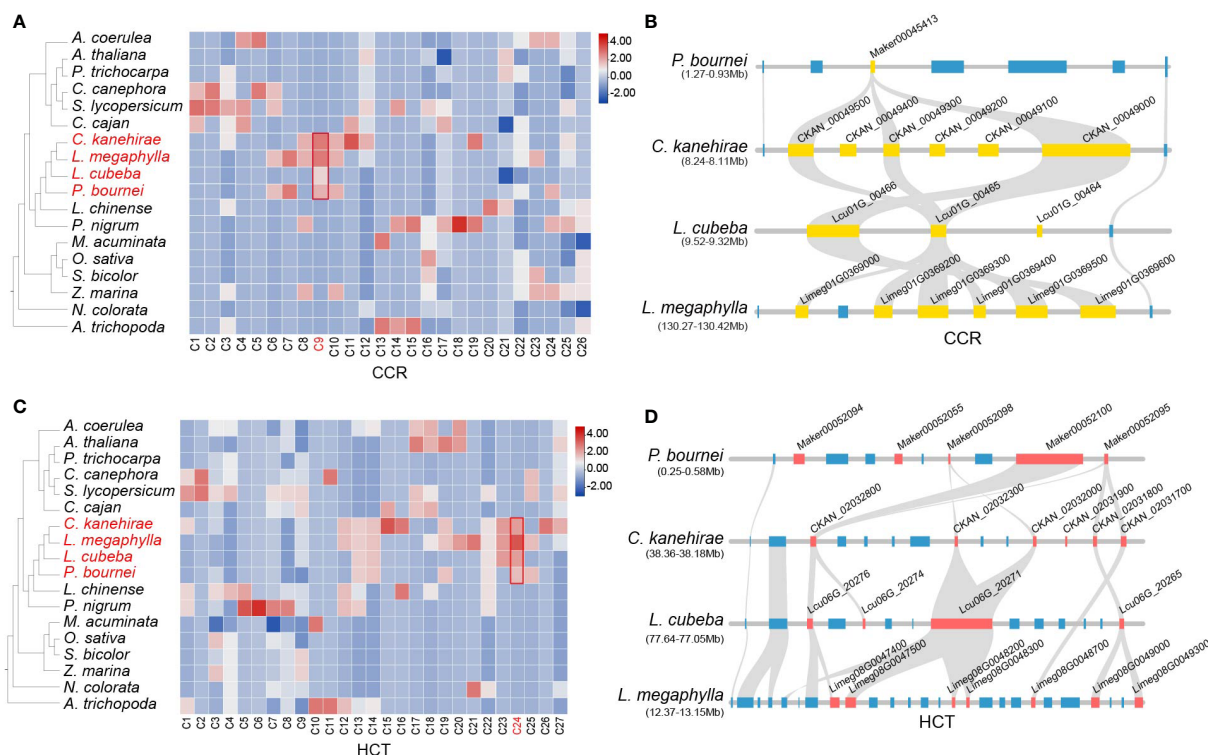 A
A. coerulea
A. thaliana
P. trichocarpa
C. canephora
S. lycopersicum
C. cajan
C. kanehirae
L. megaphylla
L. cubeba
P. bournei
L. chinense
P. nigrum
M. acuminata
O. sativa
S. bicolor
Z. marina
N. colorata
A. trichopoda
4.00
0.00
-2.00
C1 C2 C3 C4 C5 C6 C7 C8 C9 C10 C11 C12 C13 C14 C15 C16 C17 C18 C19 C20 C21 C22 C23 C24 C25 C26
CCR
B
Maker00045413
P. bournei
(1.27-0.93Mb)
CKAN_00049500 CKAN_00049400 CKAN_00049300 CKAN_00049200 CKAN_00049100 CKAN_00049000
C. kanehirae
(8.24-8.11Mb)
Lcu01G_00466 Lcu01G_00465 Lcu01G_00464
L. cubeba
(9.52-9.32Mb)
Limeg01G0369000 Limeg01G0369200 Limeg01G0369300 Limeg01G0369400 Limeg01G0369500 Limeg01G0369600
L. megaphylla
(130.27-130.42Mb)
CCR
C
A. coerulea
A. thaliana
P. trichocarpa
C. canephora
S. lycopersicum
C. cajan
C. kanehirae
L. megaphylla
L. cubeba
P. bournei
L. chinense
P. nigrum
M. acuminata
O. sativa
S. bicolor
Z. marina
N. colorata
A. trichopoda
4.00
2.00
0.00
-2.00
C1 C2 C3 C4 C5 C6 C7 C8 C9 C10 C11 C12 C13 C14 C15 C16 C17 C18 C19 C20 C21 C22 C23 C24 C25 C26 C27
HCT
D
Maker00052094 Maker00052055 Maker00052098 Maker00052100 Maker00052095
P. bournei
(0.25-0.58Mb)
CKAN_02032800 CKAN_02032300 CKAN_02032000 CKAN_02031900 CKAN_02031800 CKAN_02031700
C. kanehirae
(38.36-38.18Mb)
Lcu06G_20276 Lcu06G_20274 Lcu06G_20271 Lcu06G_20265
L. cubeba
(77.64-77.05Mb)
Limeg08G0047400 Limeg08G0047500 Limeg08G0048200 Limeg08G0048300 Limeg08G0048700 Limeg08G0049000 Limeg08G0049300
L. megaphylla
(12.37-13.15Mb)
HCT